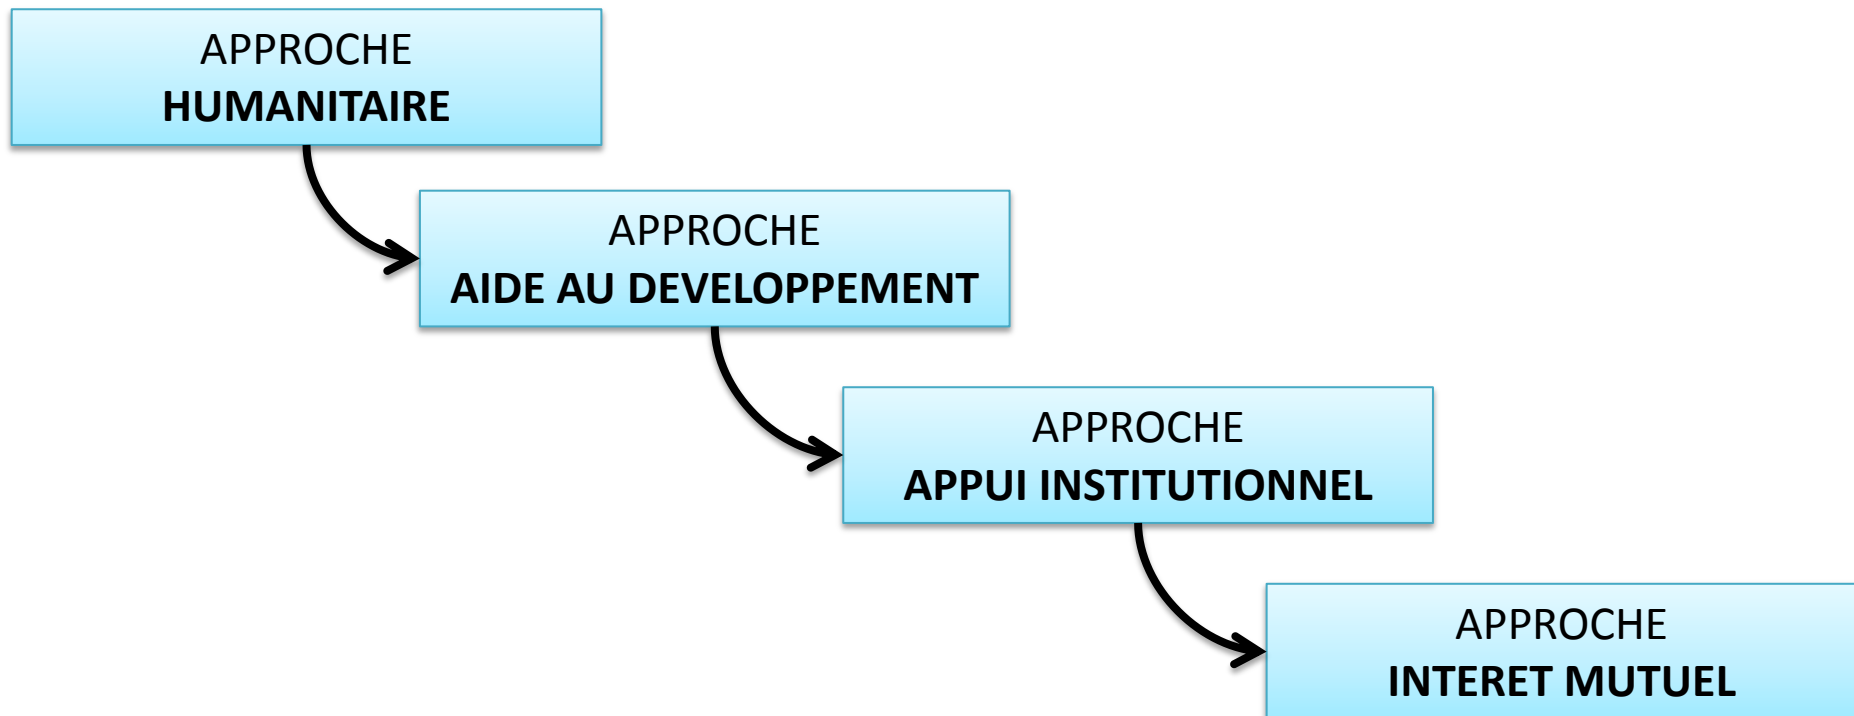 APPROCHE
HUMANITAIRE
APPROCHE
AIDE AU DEVELOPPEMENT
APPROCHE
APPUI INSTITUTIONNEL
APPROCHE
INTERET MUTUEL